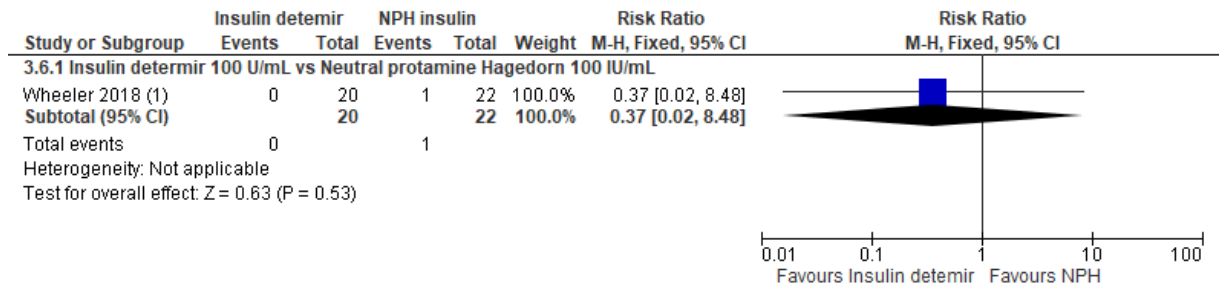 Insulin detemir NPH insulin Risk Ratio Risk Ratio
Study or Subgroup Events Total Events Total Weight M-H, Fixed, 95% CI M-H, Fixed, 95% CI
3.6.1 Insulin determir 100 U/mL vs Neutral protamine Hagedorn 100 IU/mL
Wheeler 2018 (1) 0 20 1 22 100.0% 0.37 [0.02, 8.48]
Subtotal (95% CI) 20 22 100.0% 0.37 [0.02, 8.48]
Total events 0 1
Heterogeneity: Not applicable
Test for overall effect: Z = 0.63 (P = 0.53)
0.01 0.1 1 10 100
Favours Insulin detemir Favours NPH